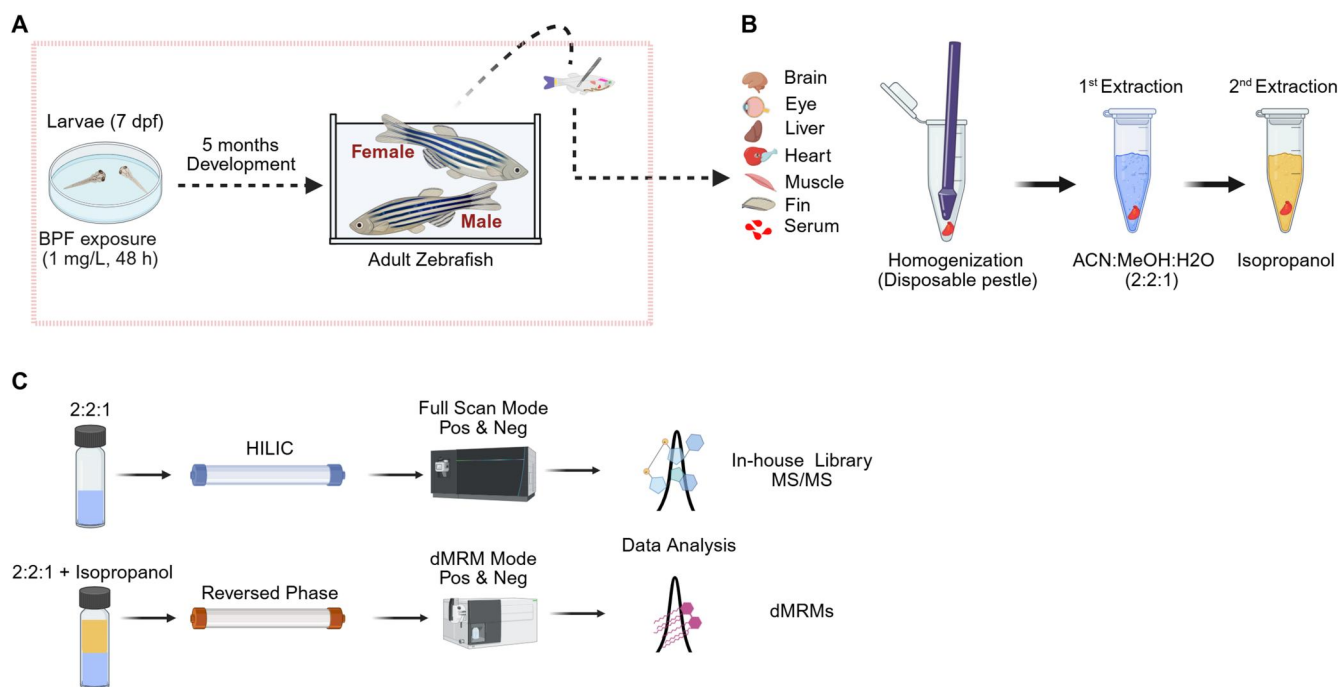 A
Larvae (7 dpf)
BPF exposure
(1 mg/L, 48 h)
5 months
Development
Female
Male
Adult Zebrafish
B
Brain
Eye
Liver
Heart
Muscle
Fin
Serum
Homogenization
(Disposable pestle)
1st Extraction
ACN:MeOH:H2O
(2:2:1)
2nd Extraction
Isopropanol
C
2:2:1
HILIC
Full Scan Mode
Pos & Neg
In-house Library
MS/MS
Data Analysis
2:2:1 + Isopropanol
Reversed Phase
dMRM Mode
Pos & Neg
dMRMs